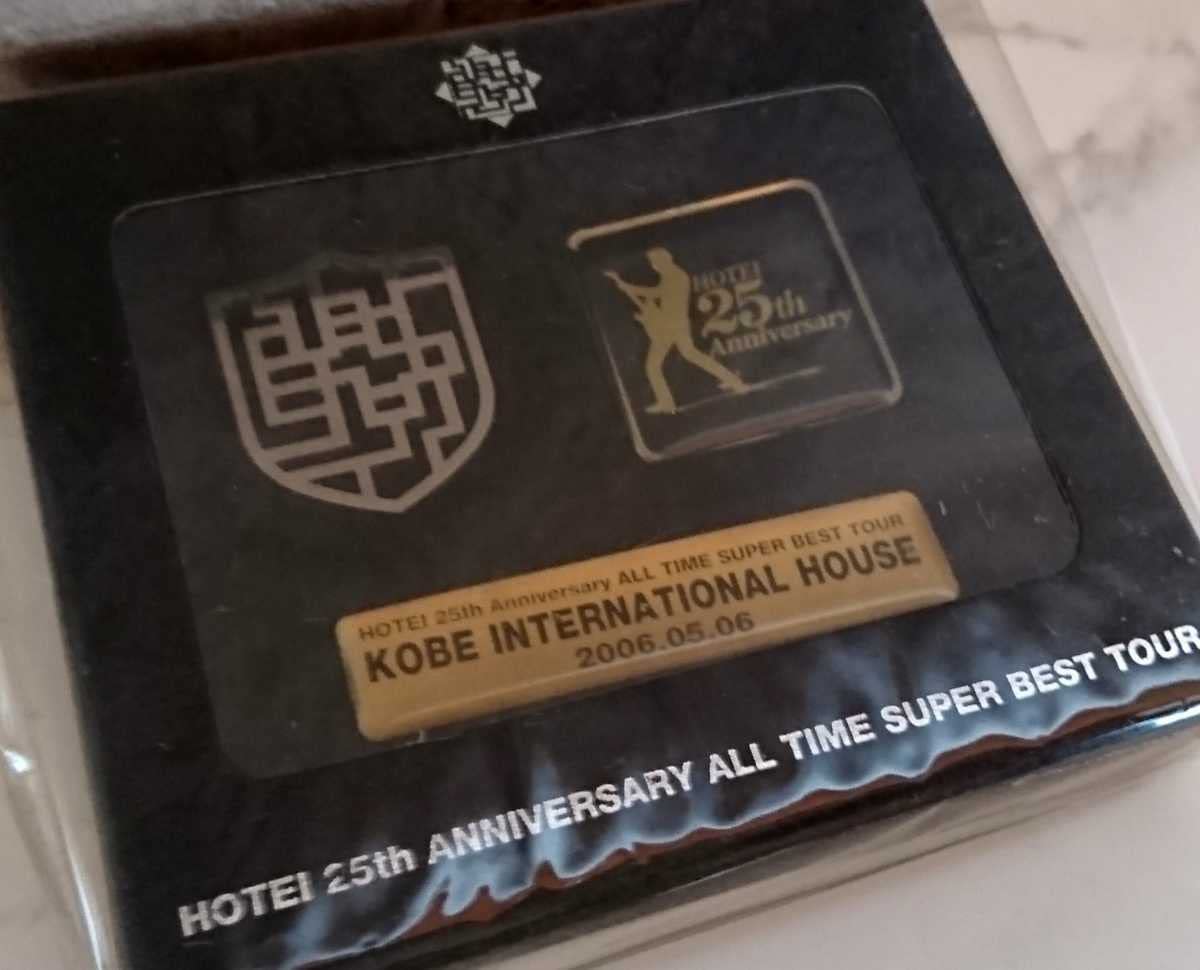 HOTEI
25th
Anniversary
HOTEI 25th Anniversary ALL TIME SUPER BEST TOUR
KOBE INTERNATIONAL HOUSE
2006.05.06
HOTEI 25th ANNIVERSARY ALL TIME SUPER BEST TOUR